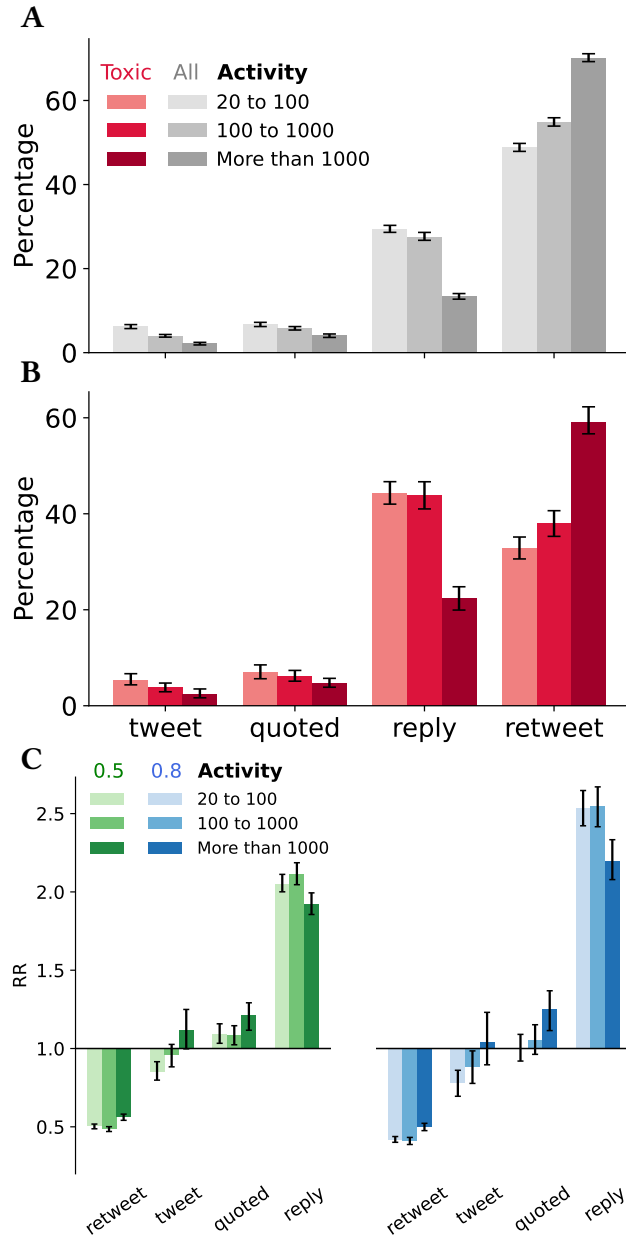 A
Toxic All Activity
20 to 100
100 to 1000
More than 1000
Percentage
60
40
20
0
B
Percentage
60
40
20
0
tweet quoted reply retweet
C
0.5 0.8 Activity
20 to 100
100 to 1000
More than 1000
RR
2.5
2.0
1.5
1.0
0.5
retweet tweet quoted reply retweet tweet quoted reply